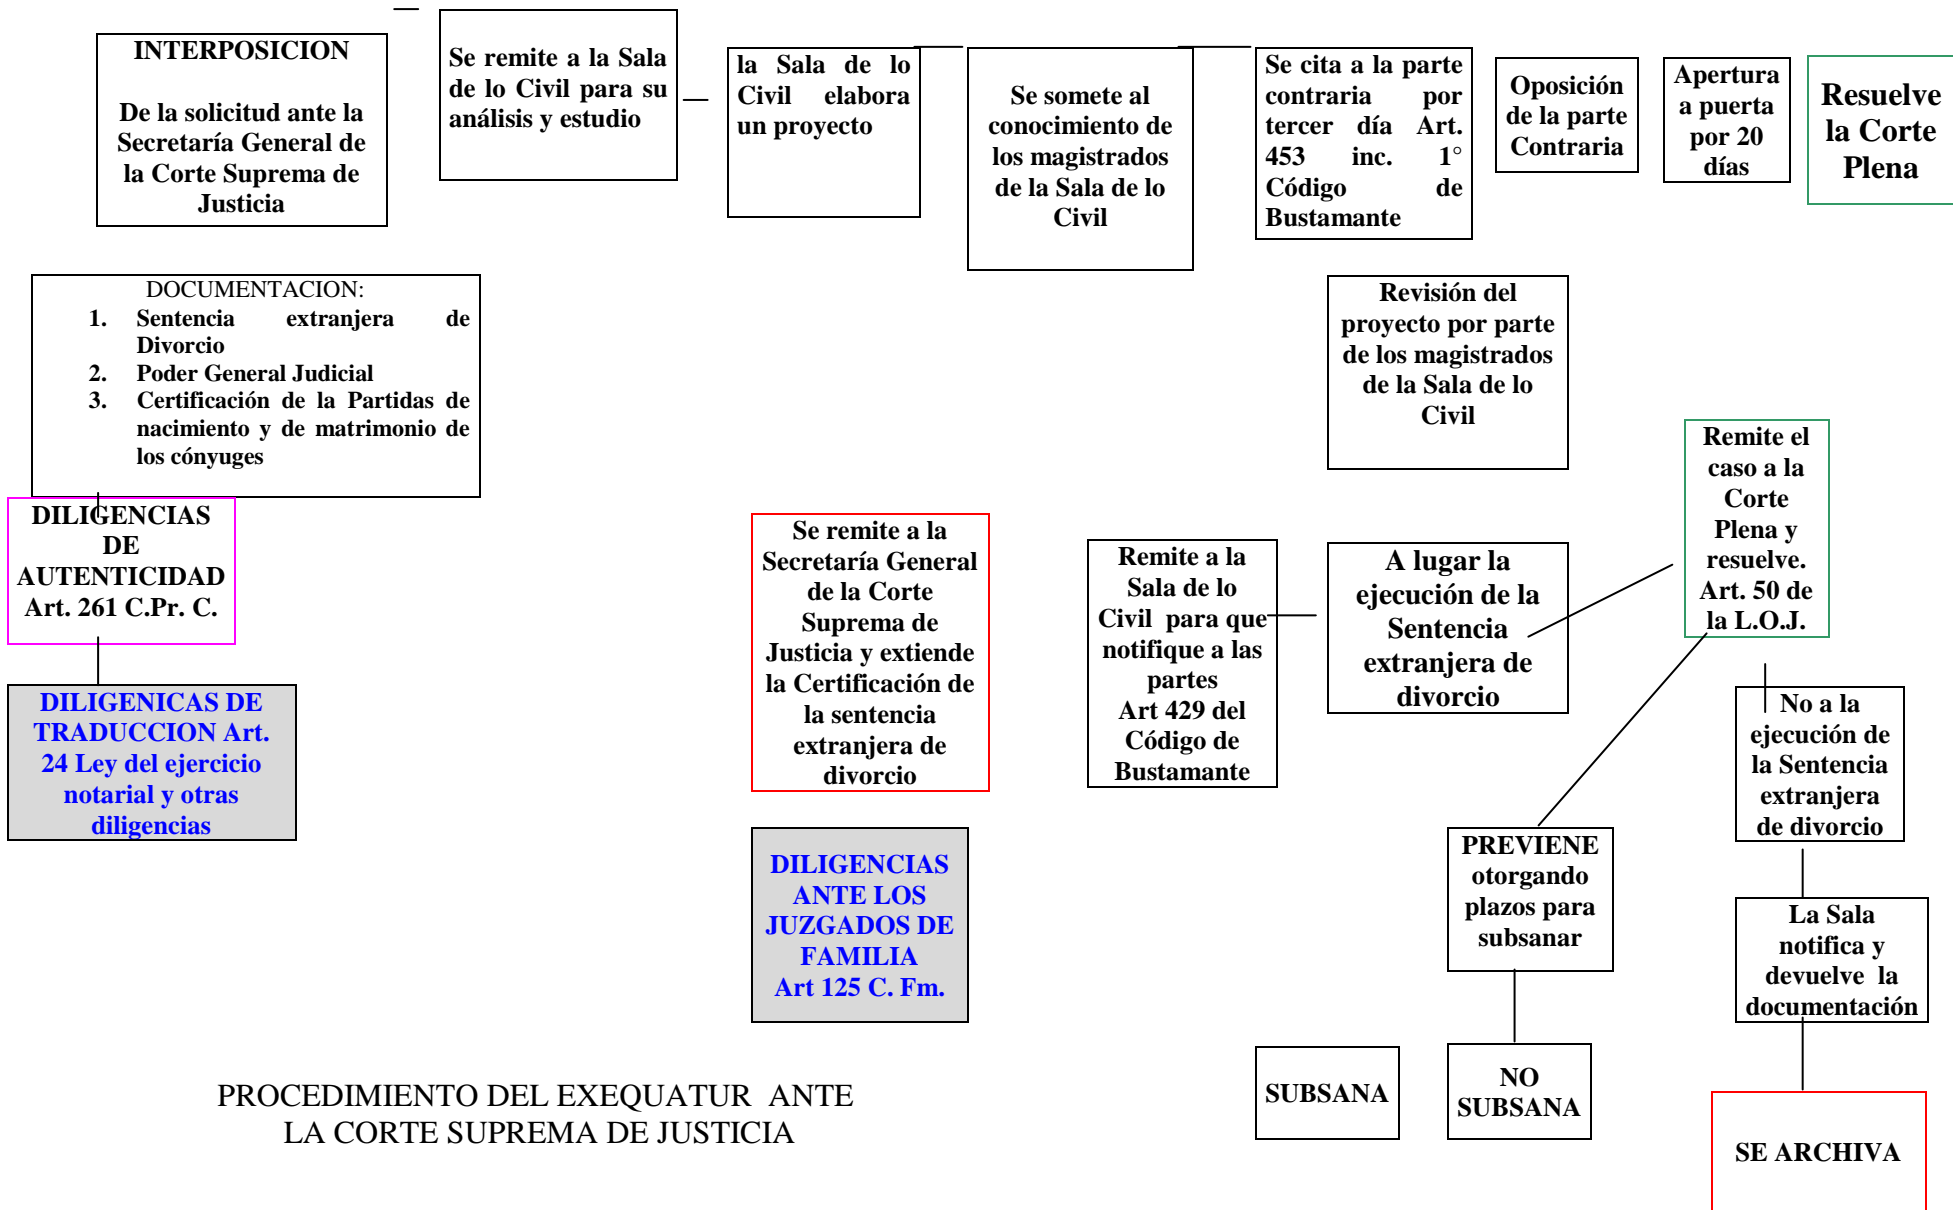 INTERPOSICION
De la solicitud ante la
Secretaría General de
la Corte Suprema de
Justicia
Se remite a la Sala
de lo Civil para su
análisis y estudio
la Sala de lo
Civil elabora
un proyecto
Se somete al
conocimiento de
los magistrados
de la Sala de lo
Civil
Se cita a la parte
contraria por
tercer día Art.
453 inc. 1°
Código de
Bustamante
Oposición
de la parte
Contraria
Apertura
a puerta
por 20
días
Resuelve
la Corte
Plena
DOCUMENTACION:
1. Sentencia extranjera de
Divorcio
2. Poder General Judicial
3. Certificación de la Partidas de
nacimiento y de matrimonio de
los cónyuges
Revisión del
proyecto por parte
de los magistrados
de la Sala de lo
Civil
Remite el
caso a la
Corte
Plena y
resuelve.
Art. 50 de
la L.O.J.
DILIGENCIAS
DE
AUTENTICIDAD
Art. 261 C.Pr. C.
Se remite a la
Secretaría General
de la Corte
Suprema de
Justicia y extiende
la Certificación de
la sentencia
extranjera de
divorcio
Remite a la
Sala de lo
Civil para que
notifique a las
partes
Art 429 del
Código de
Bustamante
A lugar la
ejecución de la
Sentencia
extranjera de
divorcio
DILIGENICAS DE
TRADUCCION Art.
24 Ley del ejercicio
notarial y otras
diligencias
No a la
ejecución de
la Sentencia
extranjera
de divorcio
DILIGENCIAS
ANTE LOS
JUZGADOS DE
FAMILIA
Art 125 C. Fm.
PREVIENE
otorgando
plazos para
subsanar
La Sala
notifica y
devuelve la
documentación
SUBSANA
NO
SUBSANA
PROCEDIMIENTO DEL EXEQUATUR ANTE
LA CORTE SUPREMA DE JUSTICIA
SE ARCHIVA